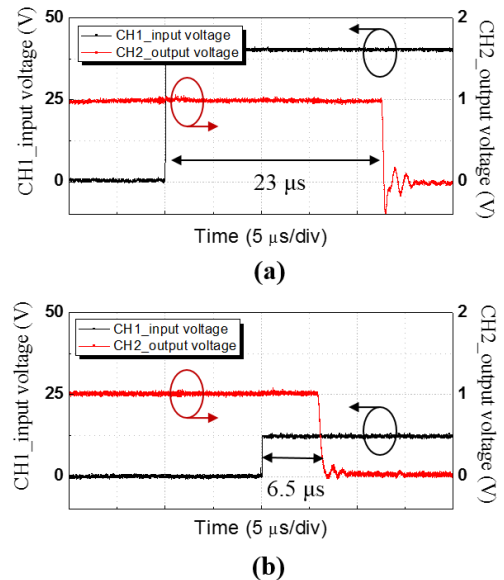 50
2
CH1_input voltage
CH2_output voltage
CH1_input voltage (V)
25
1
CH2_output voltage (V)
23 μs
0
0
Time (5 μs/div)
(a)
50
2
CH1_input voltage
CH2_output voltage
CH1_input voltage (V)
25
1
CH2_output voltage (V)
0
0
6.5 μs
Time (5 μs/div)
(b)